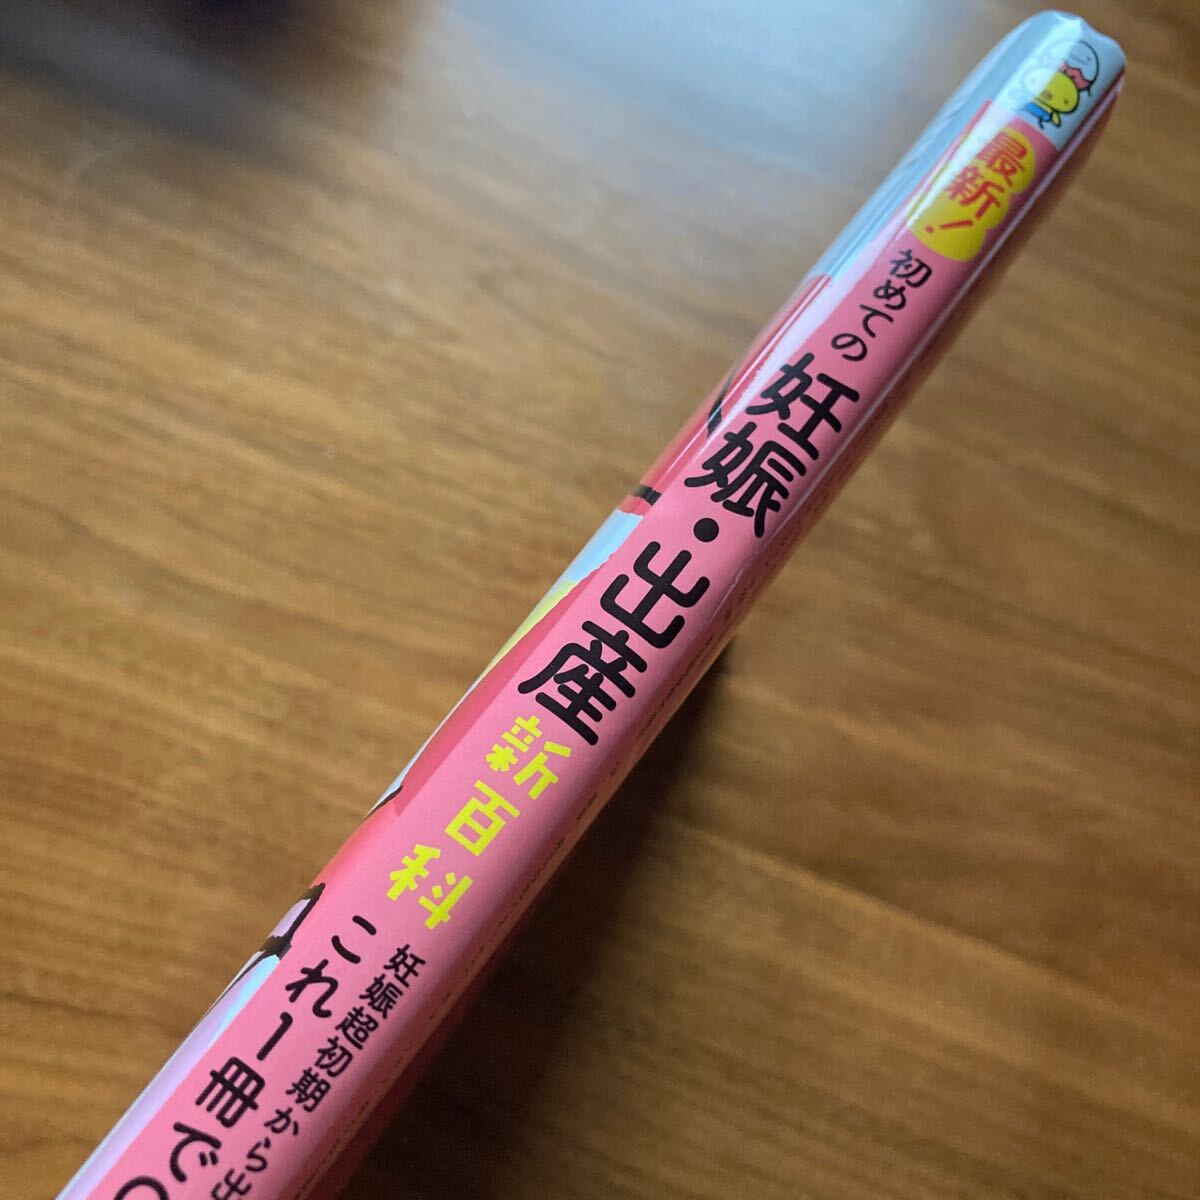 最新!
初めての
妊娠・出産
新百科
妊娠超初期から出
これ1冊で